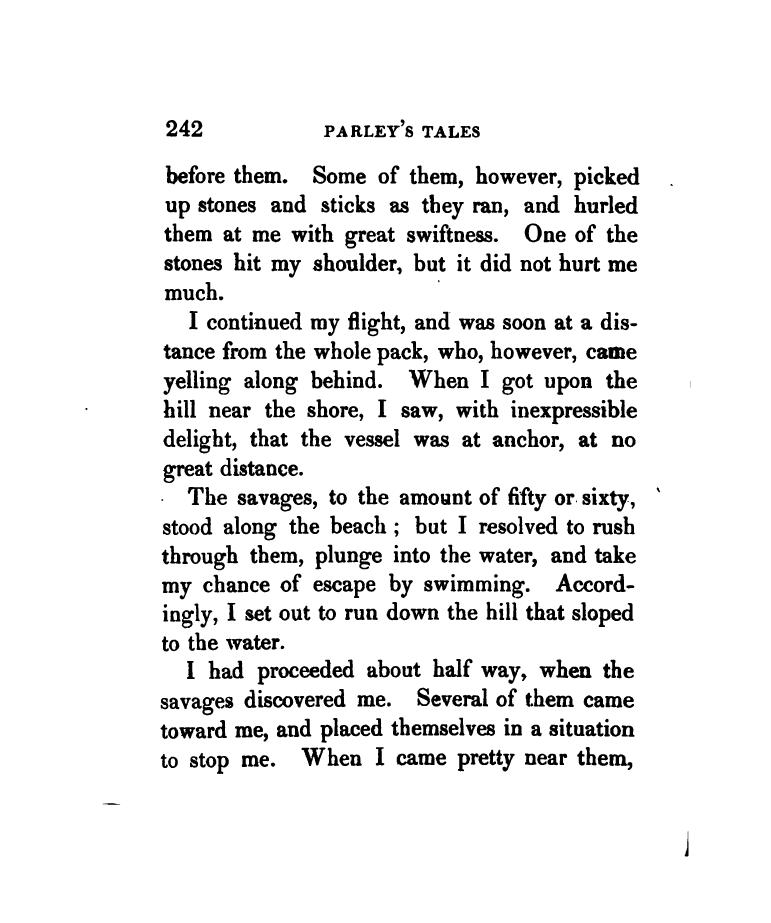 242 PARLEY'S TALES
before them. Some of them, however, picked
up stones and sticks as they ran, and hurled
them at me with great swiftness. One of the
stones hit my shoulder, but it did not hurt me
much.
I continued my flight, and was soon at a dis-
tance from the whole pack, who, however, came
yelling along behind. When I got upon the
hill near the shore, I saw, with inexpressible
delight, that the vessel was at anchor, at no
great distance.
The savages, to the amount of fifty or sixty,
stood along the beach ; but I resolved to rush
through them, plunge into the water, and take
my chance of escape by swimming. Accord-
ingly, I set out to run down the hill that sloped
to the water.
I had proceeded about half way, when the
savages discovered me. Several of them came
toward me, and placed themselves in a situation
to stop me. When I came pretty near them,